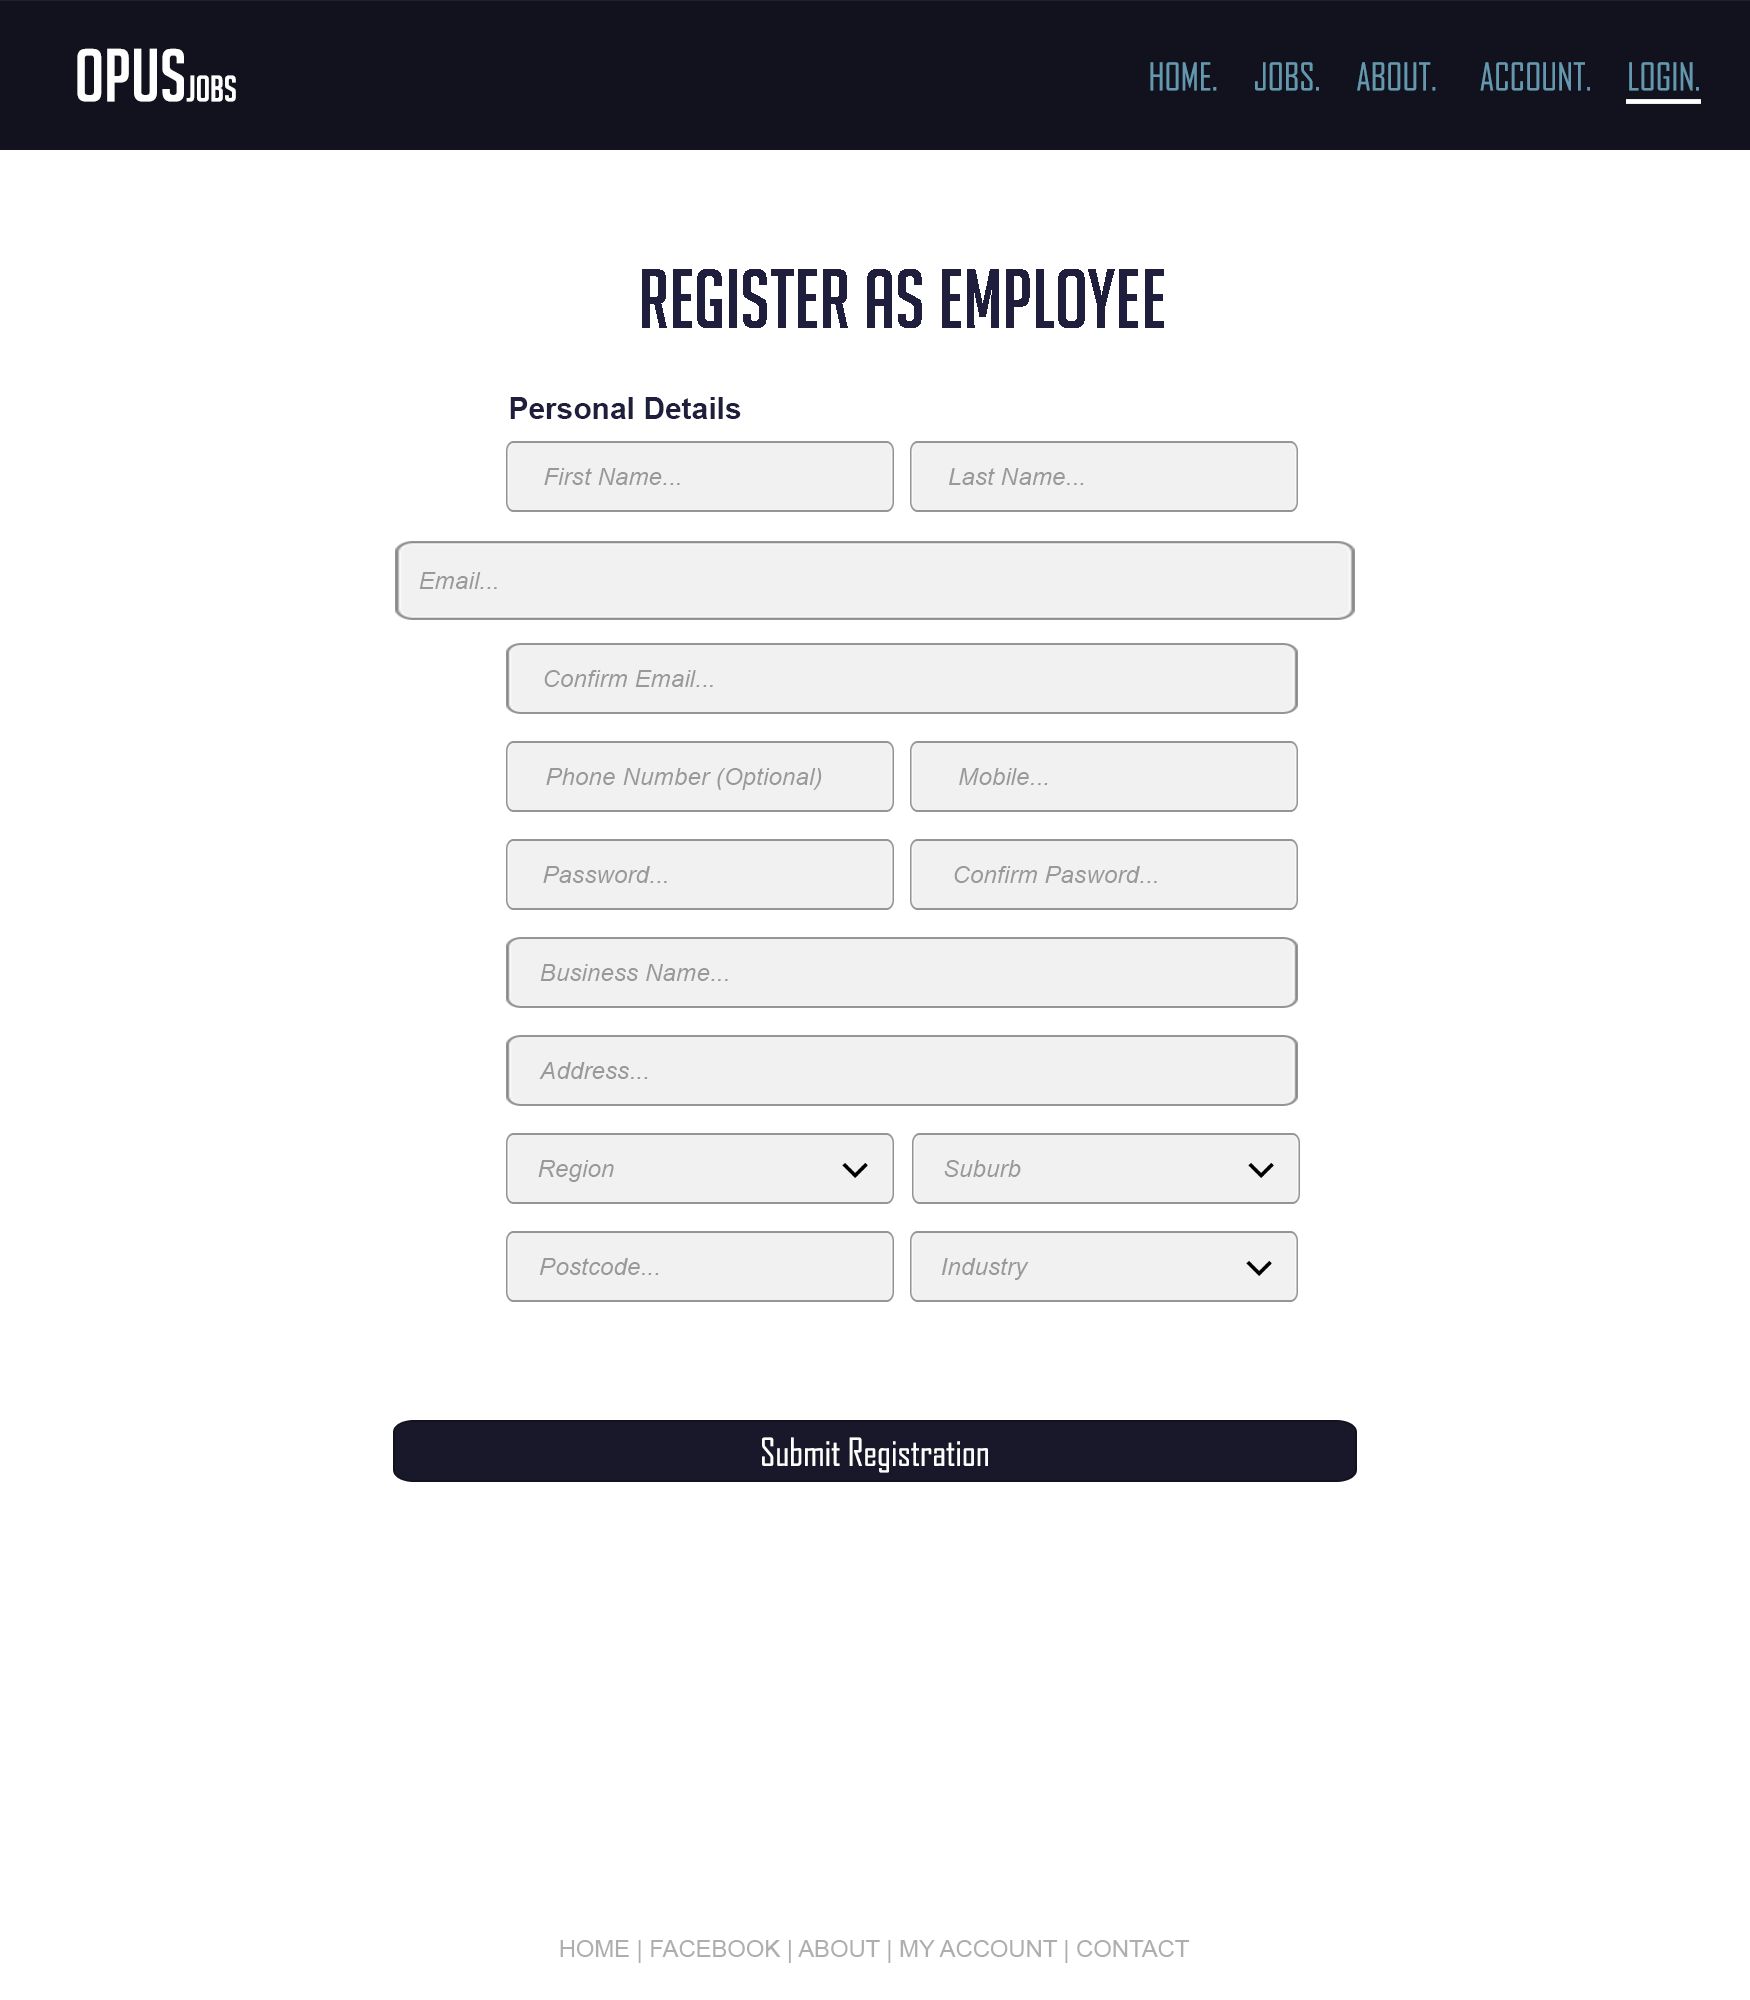 OPUSJOBS
HOME. JOBS. ABOUT. ACCOUNT. LOGIN.
REGISTER AS EMPLOYEE
Personal Details
First Name... Last Name...
Email...
Confirm Email...
Phone Number (Optional) Mobile...
Password... Confirm Pasword...
Business Name...
Address...
Region Suburb
Postcode... Industry
Submit Registration
HOME | FACEBOOK | ABOUT | MY ACCOUNT | CONTACT